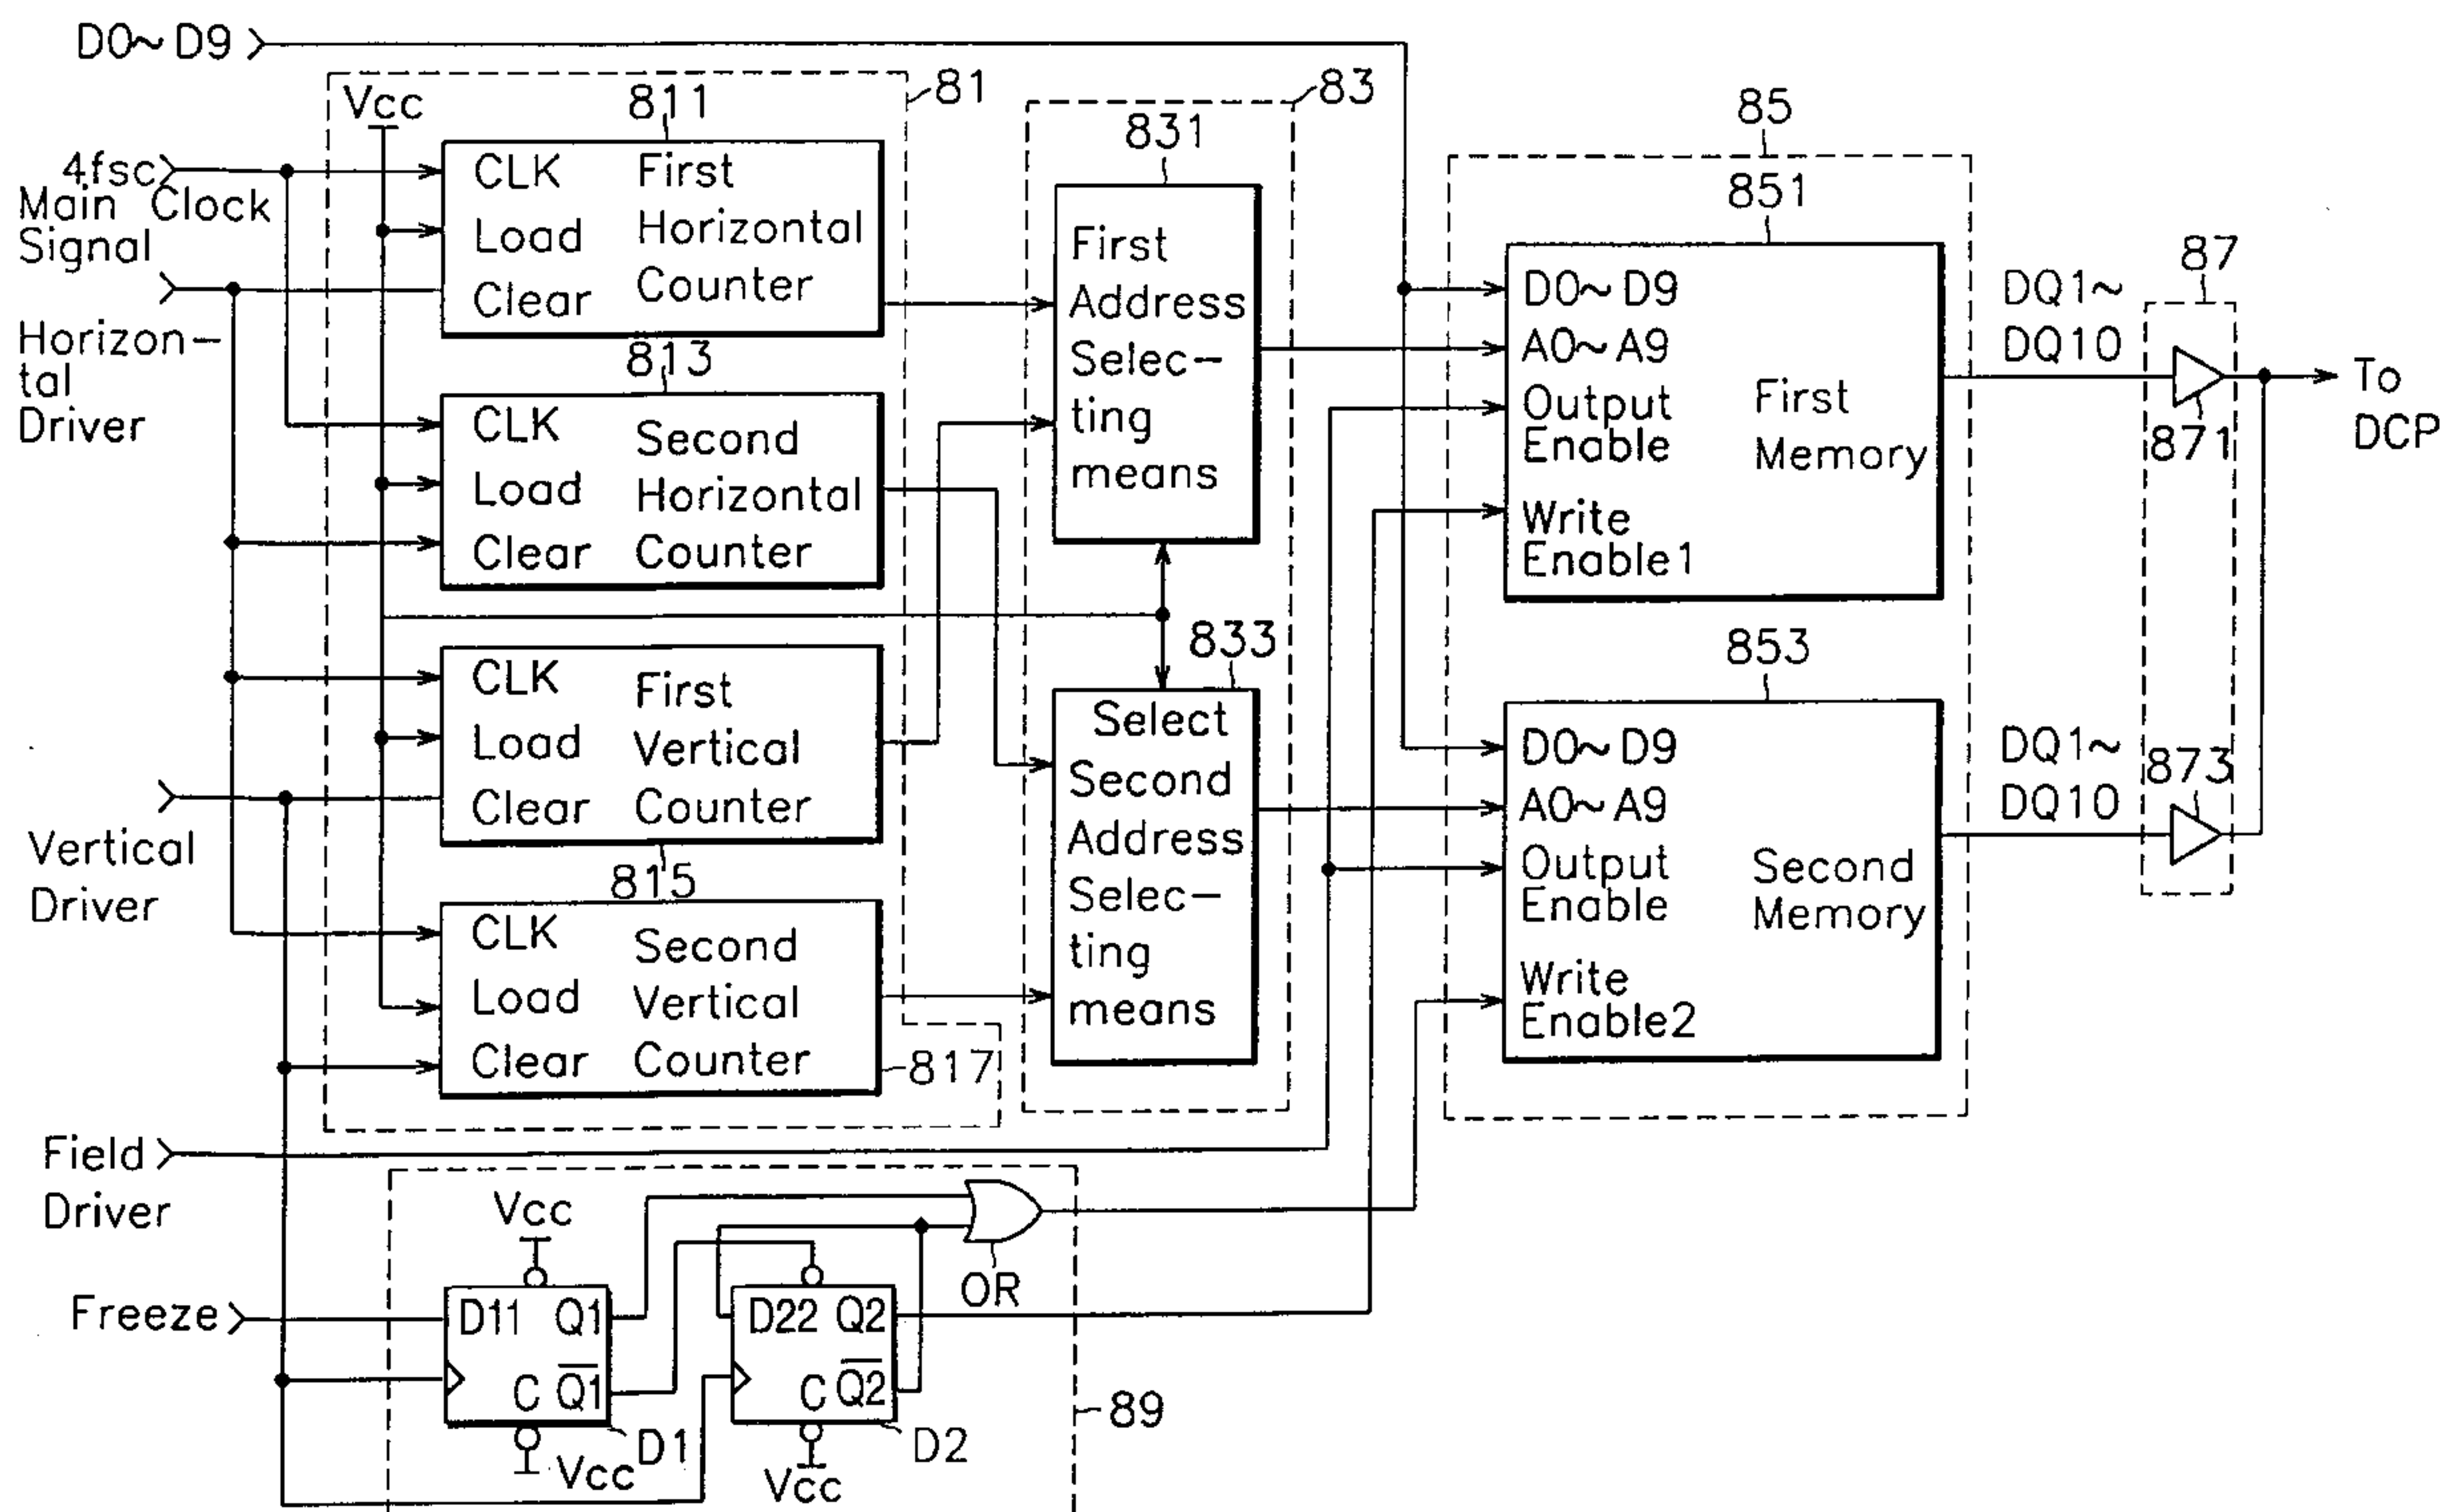 D0~D9
81
83
Vcc
811
831
85
4fsc
Main Clock
Signal
CLK
Load
Clear
First
Horizontal
Counter
851
First
Address
Selec-
ting
means
87
D0~D9
A0~A9
Output
Enable
Write
Enable1
First
Memory
DQ1~
DQ10
871
To
DCP
Horizon-
tal
Driver
813
CLK
Load
Clear
Second
Horizontal
Counter
833
853
CLK
Load
Clear
First
Vertical
Counter
Select
Second
Address
Selec-
ting
means
D0~D9
A0~A9
Output
Enable
Write
Enable2
Second
Memory
DQ1~
DQ10
873
Vertical
Driver
815
CLK
Load
Clear
Second
Vertical
Counter
817
Field
Driver
Vcc
OR
Freeze
D11 Q1
C Q̅1̅
D22 Q2
C Q̅2̅
89
D1
D2
Vcc
Vcc